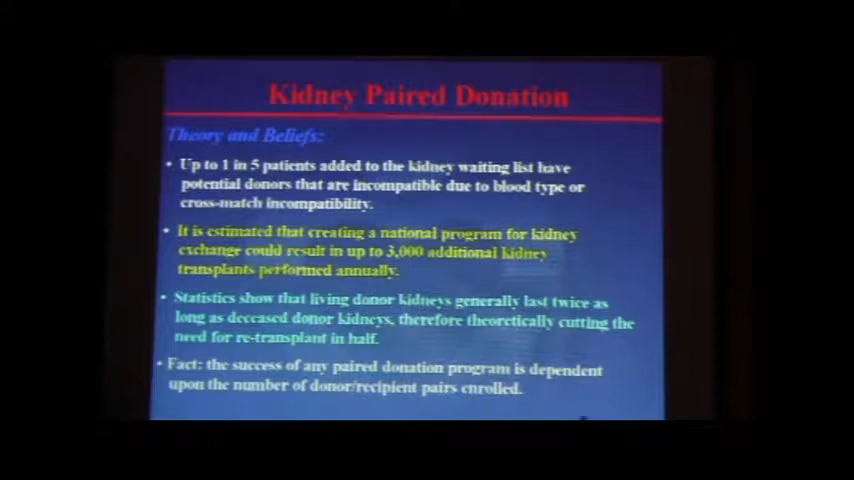 Kidney Paired Donation
Theory and Beliefs:
• Up to 1 in 5 patients added to the kidney waiting list have
potential donors that are incompatible due to blood type or
cross-match incompatibility.
• It is estimated that creating a national program for kidney
exchange could result in up to 3,000 additional kidney
transplants performed annually.
• Statistics show that living donor kidneys generally last twice as
long as deceased donor kidneys, therefore theoretically cutting the
need for re-transplant in half.
• Fact: the success of any paired donation program is dependent
upon the number of donor/recipient pairs enrolled.